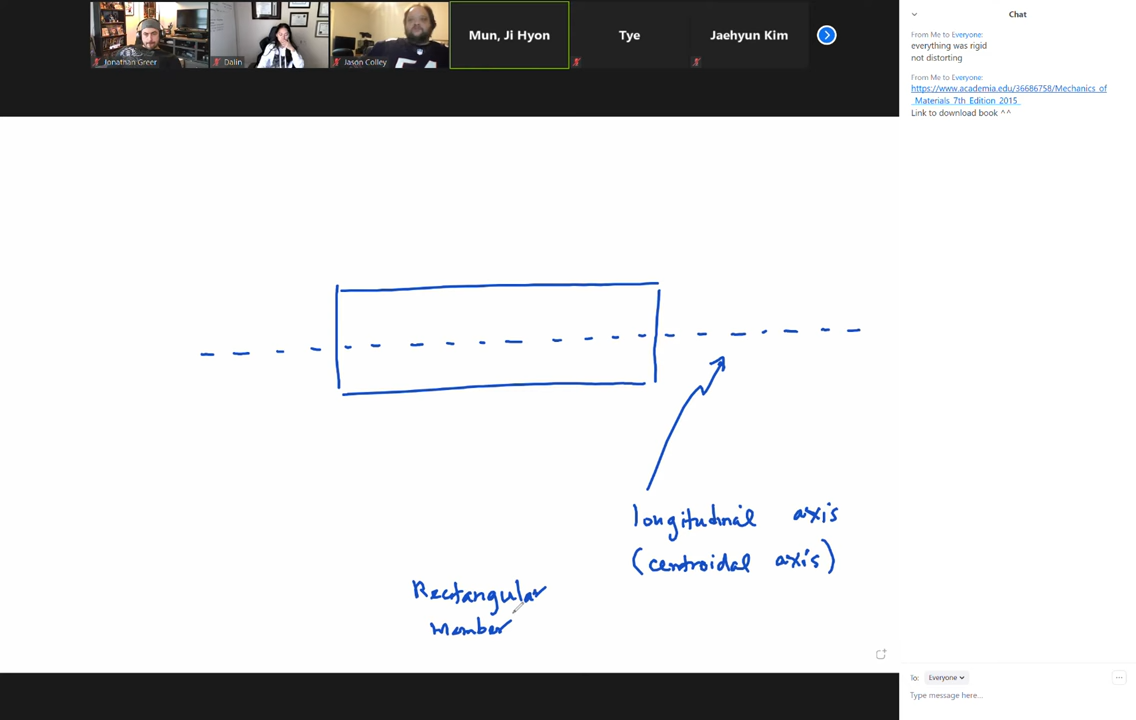 Mun, Ji Hyon
Tye
Jaehyun Kim
Jonathan Greer
Dalin
Jason Colley
longitudinal axis
(centroidal axis)
Rectangular
member
Chat
From Me to Everyone:
everything was rigid
not distorting
From Me to Everyone:
https://www.academia.edu/36686758/Mechanics_of
_Materials_7th_Edition_2015_
Link to download book ^^
To: Everyone
Type message here...